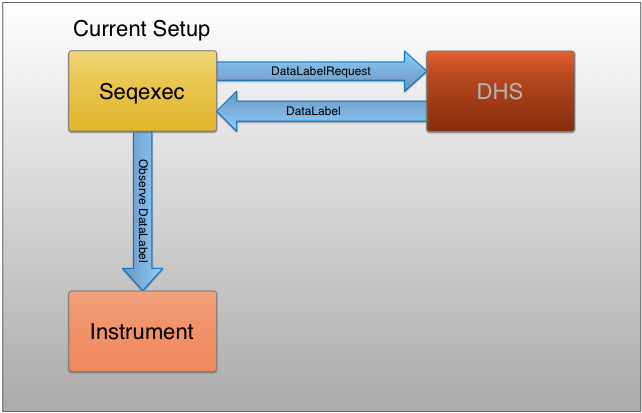 Current Setup
Seqexec
DataLabelRequest
DHS
DataLabel
Observe DataLabel
Instrument